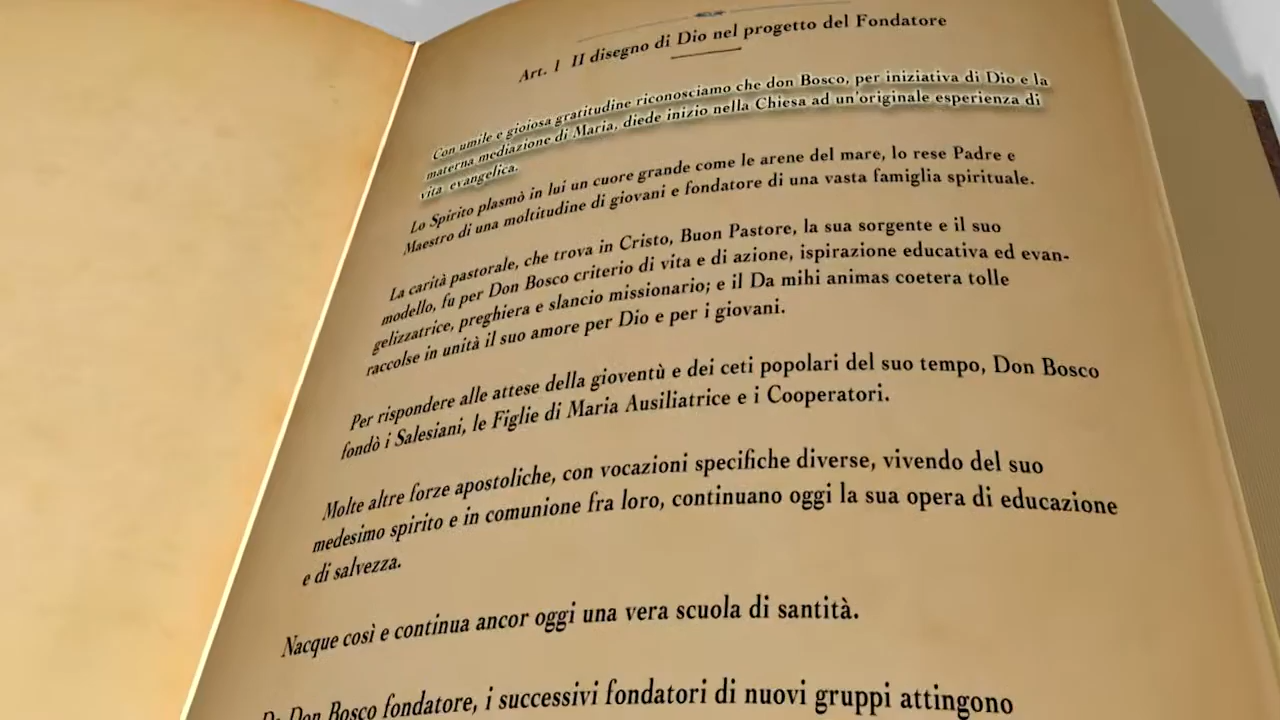 Art. 1 Il disegno di Dio nel progetto del Fondatore
Con umile e gioiosa gratitudine riconosciamo che don Bosco, per iniziativa di Dio e la
materna mediazione di Maria, diede inizio nella Chiesa ad un'originale esperienza di
vita evangelica.
Lo Spirito plasmò in lui un cuore grande come le arene del mare, lo rese Padre e
Maestro di una moltitudine di giovani e fondatore di una vasta famiglia spirituale.
La carità pastorale, che trova in Cristo, Buon Pastore, la sua sorgente e il suo
modello, fu per Don Bosco criterio di vita e di azione, ispirazione educativa ed evan-
gelizzatrice, preghiera e slancio missionario; e il Da mihi animas coetera tolle
raccolse in unità il suo amore per Dio e per i giovani.
Per rispondere alle attese della gioventù e dei ceti popolari del suo tempo, Don Bosco
fondò i Salesiani, le Figlie di Maria Ausiliatrice e i Cooperatori.
Molte altre forze apostoliche, con vocazioni specifiche diverse, vivendo del suo
medesimo spirito e in comunione fra loro, continuano oggi la sua opera di educazione
e di salvezza.
Nacque così e continua ancor oggi una vera scuola di santità.
Da Don Bosco fondatore, i successivi fondatori di nuovi gruppi attingono